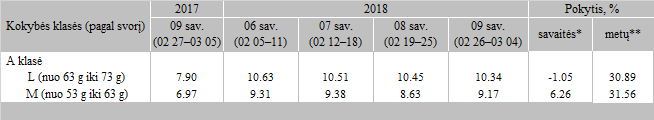 Kokybės klasės (pagal svorį) 2017 2018 Pokytis, %
09 sav. (02 27–03 05) 06 sav. (02 05–11) 07 sav. (02 12–18) 08 sav. (02 19–25) 09 sav. (02 26–03 04) savaitės* metų**
A klasė
L (nuo 63 g iki 73 g) 7.90 10.63 10.51 10.45 10.34 -1.05 30.89
M (nuo 53 g iki 63 g) 6.97 9.31 9.38 8.63 9.17 6.26 31.56